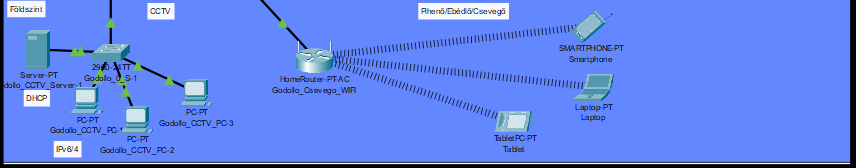 Földszint
CCTV
Pihenő/Ebédlő/Csevegő
Server-PT
dollo_CCTV_Server-1
DHCP
2960-24TT
Godollo_0_S-1
PC-PT
Godollo_CCTV_PC-1
IPv6/4
PC-PT
Godollo_CCTV_PC-2
PC-PT
Godollo_CCTV_PC-3
HomeRouter-PT-AC
Godollo_Csevego_WIFI
SMARTPHONE-PT
Smartphone
Laptop-PT
Laptop
TabletPC-PT
Tablet